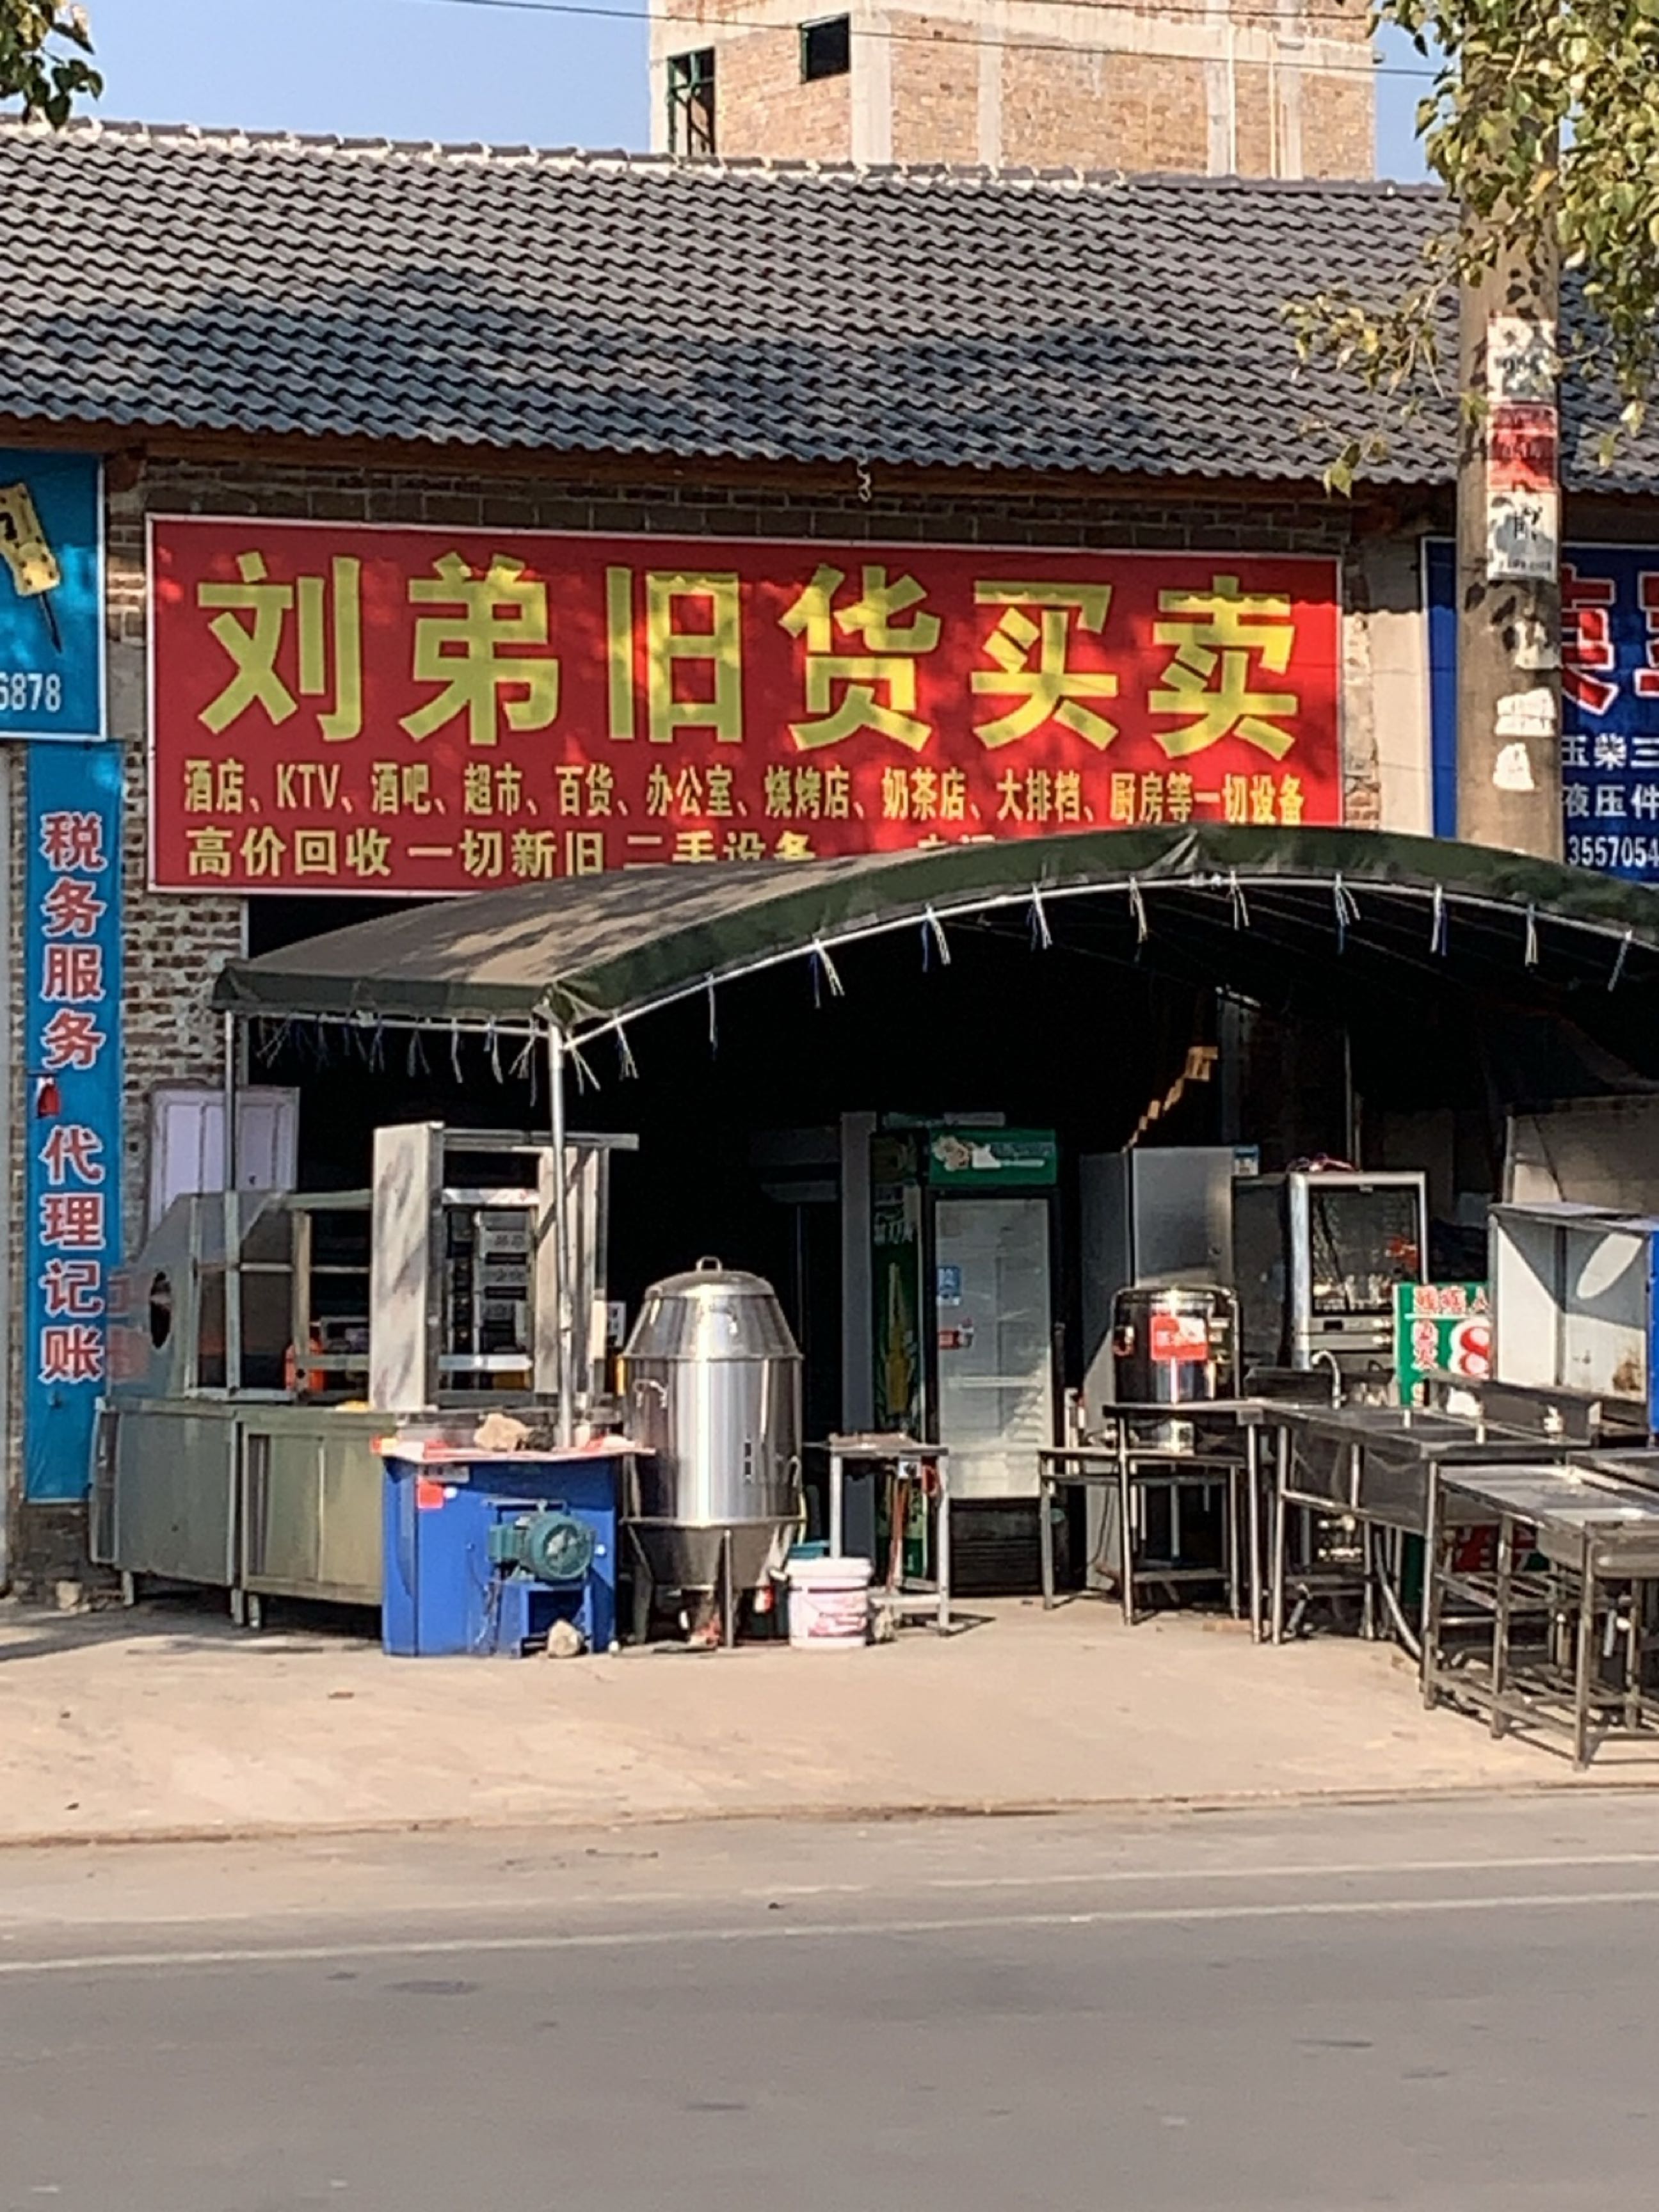 刘弟旧货买卖
酒店、KTV、酒吧、超市、百货、办公室、烧烤店、奶茶店、大排档、厨房等一切设备
高价回收一切新旧二手设备
6878
税务服务 代理记账
玉柴三
液压件
3557054